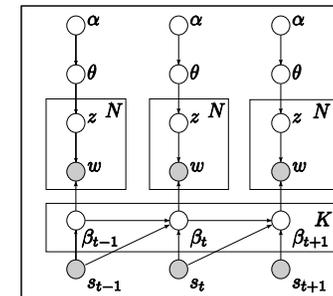 α α α
θ θ θ
N N N
z z z
w w w
K
β_{t−1} β_t β_{t+1}
s_{t−1} s_t s_{t+1}